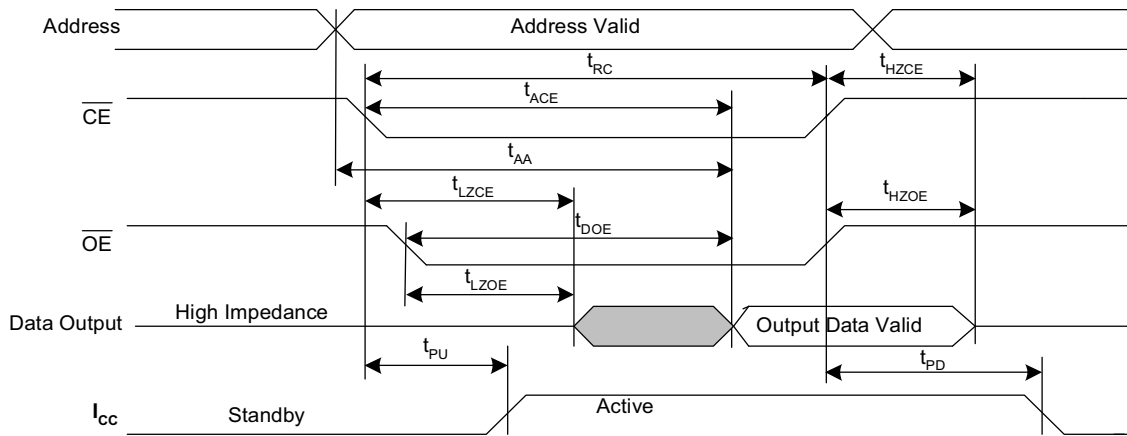 Address
Address Valid
tRC
tHZCE
CE
tACE
tAA
tLZCE
tHZOE
OE
tDOE
tLZOE
Data Output
High Impedance
Output Data Valid
tPU
tPD
ICC
Standby
Active